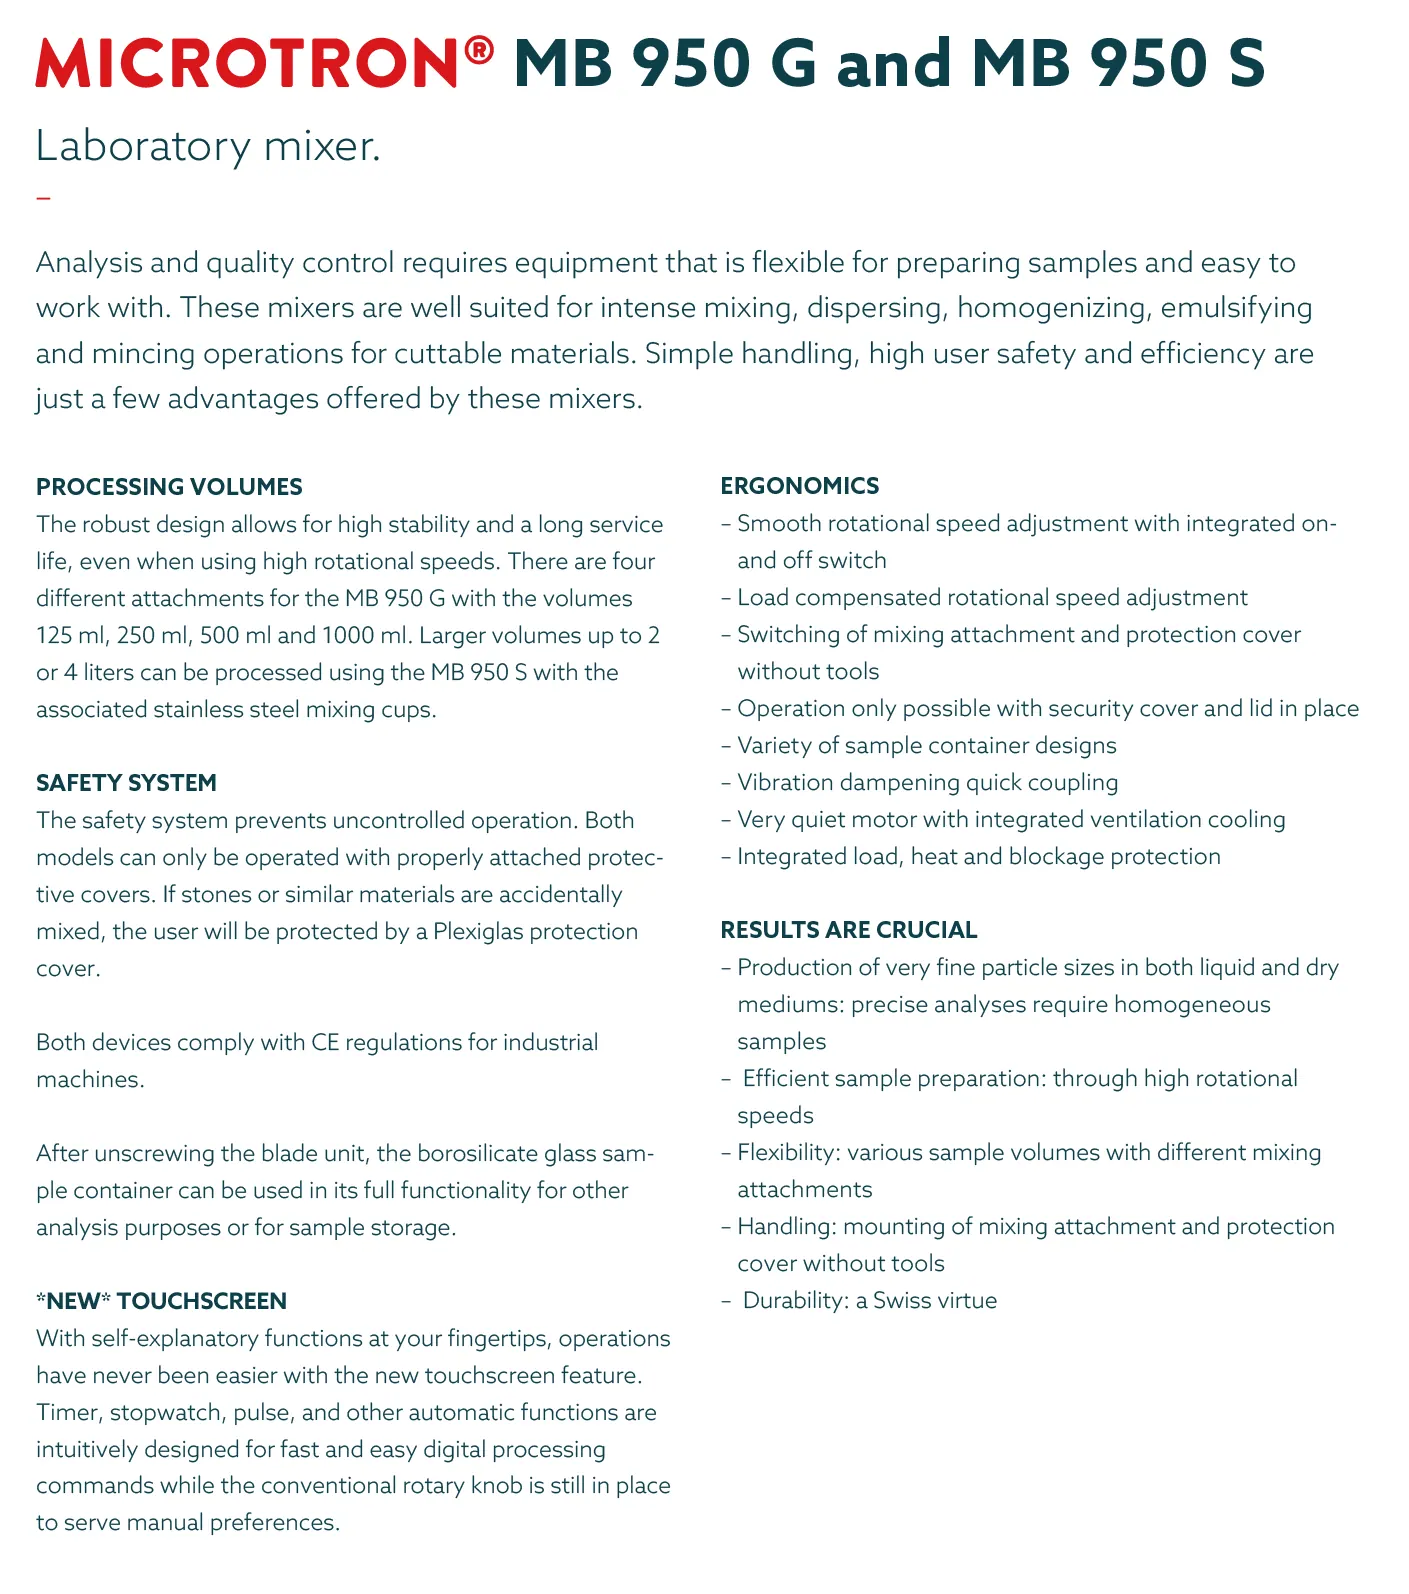 MICROTRON® MB 950 G and MB 950 S
Laboratory mixer.
–
Analysis and quality control requires equipment that is flexible for preparing samples and easy to
work with. These mixers are well suited for intense mixing, dispersing, homogenizing, emulsifying
and mincing operations for cuttable materials. Simple handling, high user safety and efficiency are
just a few advantages offered by these mixers.
PROCESSING VOLUMES
The robust design allows for high stability and a long service
life, even when using high rotational speeds. There are four
different attachments for the MB 950 G with the volumes
125 ml, 250 ml, 500 ml and 1000 ml. Larger volumes up to 2
or 4 liters can be processed using the MB 950 S with the
associated stainless steel mixing cups.
SAFETY SYSTEM
The safety system prevents uncontrolled operation. Both
models can only be operated with properly attached protec-
tive covers. If stones or similar materials are accidentally
mixed, the user will be protected by a Plexiglas protection
cover.
Both devices comply with CE regulations for industrial
machines.
After unscrewing the blade unit, the borosilicate glass sam-
ple container can be used in its full functionality for other
analysis purposes or for sample storage.
*NEW* TOUCHSCREEN
With self-explanatory functions at your fingertips, operations
have never been easier with the new touchscreen feature.
Timer, stopwatch, pulse, and other automatic functions are
intuitively designed for fast and easy digital processing
commands while the conventional rotary knob is still in place
to serve manual preferences.
ERGONOMICS
– Smooth rotational speed adjustment with integrated on-
and off switch
– Load compensated rotational speed adjustment
– Switching of mixing attachment and protection cover
without tools
– Operation only possible with security cover and lid in place
– Variety of sample container designs
– Vibration dampening quick coupling
– Very quiet motor with integrated ventilation cooling
– Integrated load, heat and blockage protection
RESULTS ARE CRUCIAL
– Production of very fine particle sizes in both liquid and dry
mediums: precise analyses require homogeneous
samples
– Efficient sample preparation: through high rotational
speeds
– Flexibility: various sample volumes with different mixing
attachments
– Handling: mounting of mixing attachment and protection
cover without tools
– Durability: a Swiss virtue